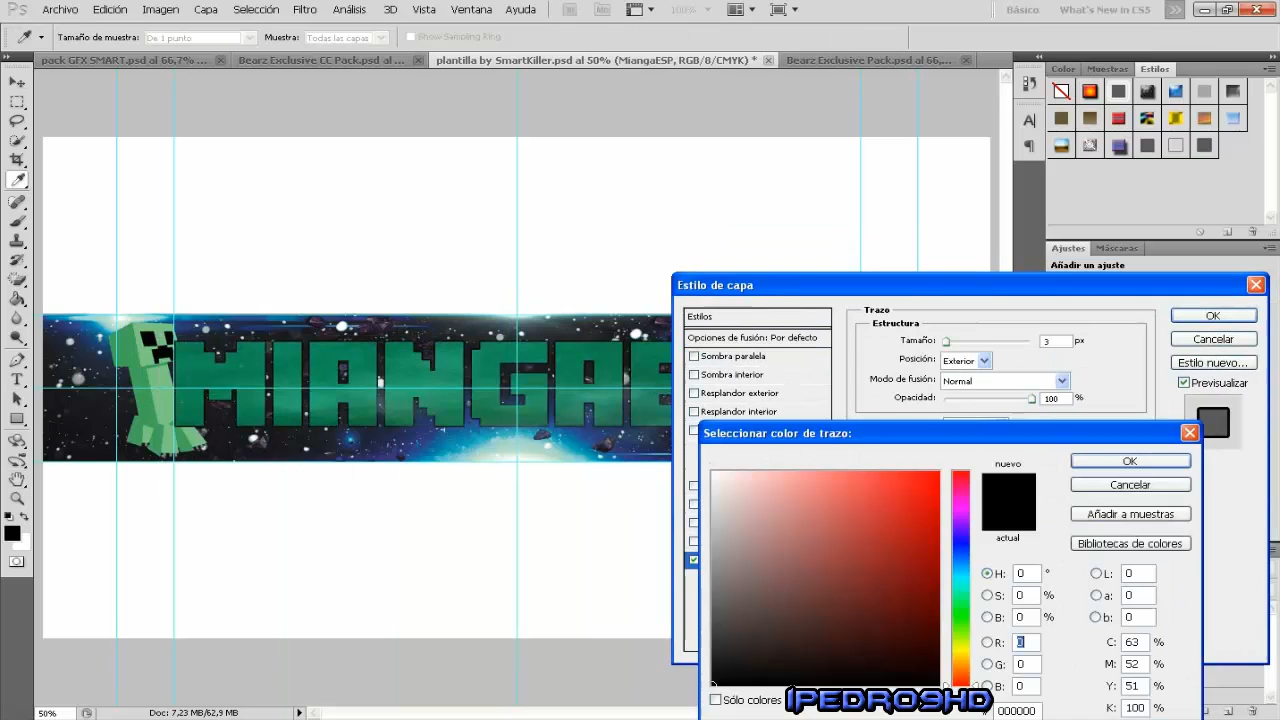 Ps Archivo Edición Imagen Capa Selección Filtro Análisis 3D Vista Ventana Ayuda 100% Básico What's New in CS5
Tamaño de muestra: De 1 punto Muestra: Todas las capas Show Sampling Ring
pack GFX SMART.psd al 66,7% ... Bearz Exclusive CC Pack.psd al ... plantilla by SmartKiller.psd al 50% (MiangaESP, RGB/8/CMYK) * Bearz Exclusive Pack.psd al 66,...
Color Muestras Estilos
Ajustes Máscaras
Añadir un ajuste
Estilo de capa
Estilos
Opciones de fusión: Por defecto
Sombra paralela
Sombra interior
Resplandor exterior
Resplandor interior
Trazo
Estructura
Tamaño: 3 px
Posición: Exterior
Modo de fusión: Normal
Opacidad: 100 %
OK
Cancelar
Estilo nuevo...
Previsualizar
MIANGAE
Seleccionar color de trazo:
nuevo
actual
OK
Cancelar
Añadir a muestras
Bibliotecas de colores
H: 0 ° L: 0
S: 0 % a: 0
B: 0 % b: 0
R: 0 C: 63 %
G: 0 M: 52 %
B: 0 Y: 51 %
# 000000 K: 100 %
Sólo colores
IPEDROSHD
50% Doc: 7,23 MB/62,9 MB